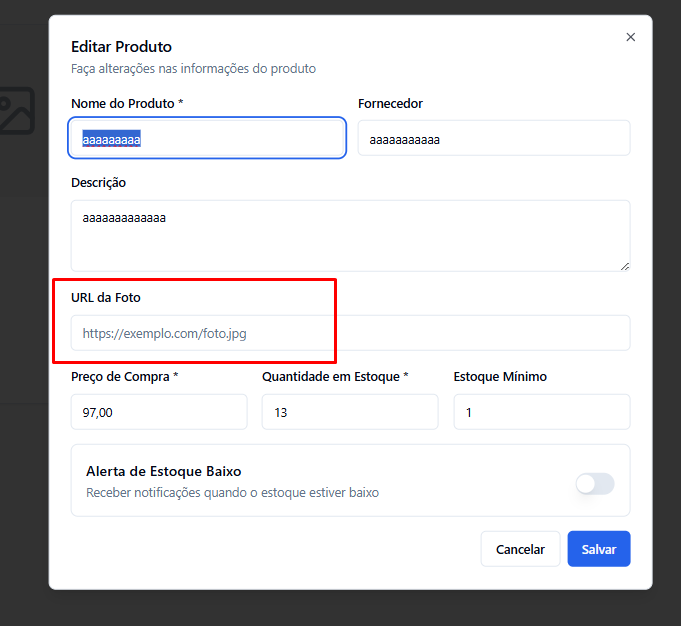 Editar Produto
Faça alterações nas informações do produto
Nome do Produto *
Fornecedor
aaaaaaaaa
aaaaaaaaaaa
Descrição
aaaaaaaaaaaaa
URL da Foto
https://exemplo.com/foto.jpg
Preço de Compra *
Quantidade em Estoque *
Estoque Mínimo
97,00
13
1
Alerta de Estoque Baixo
Receber notificações quando o estoque estiver baixo
Cancelar
Salvar